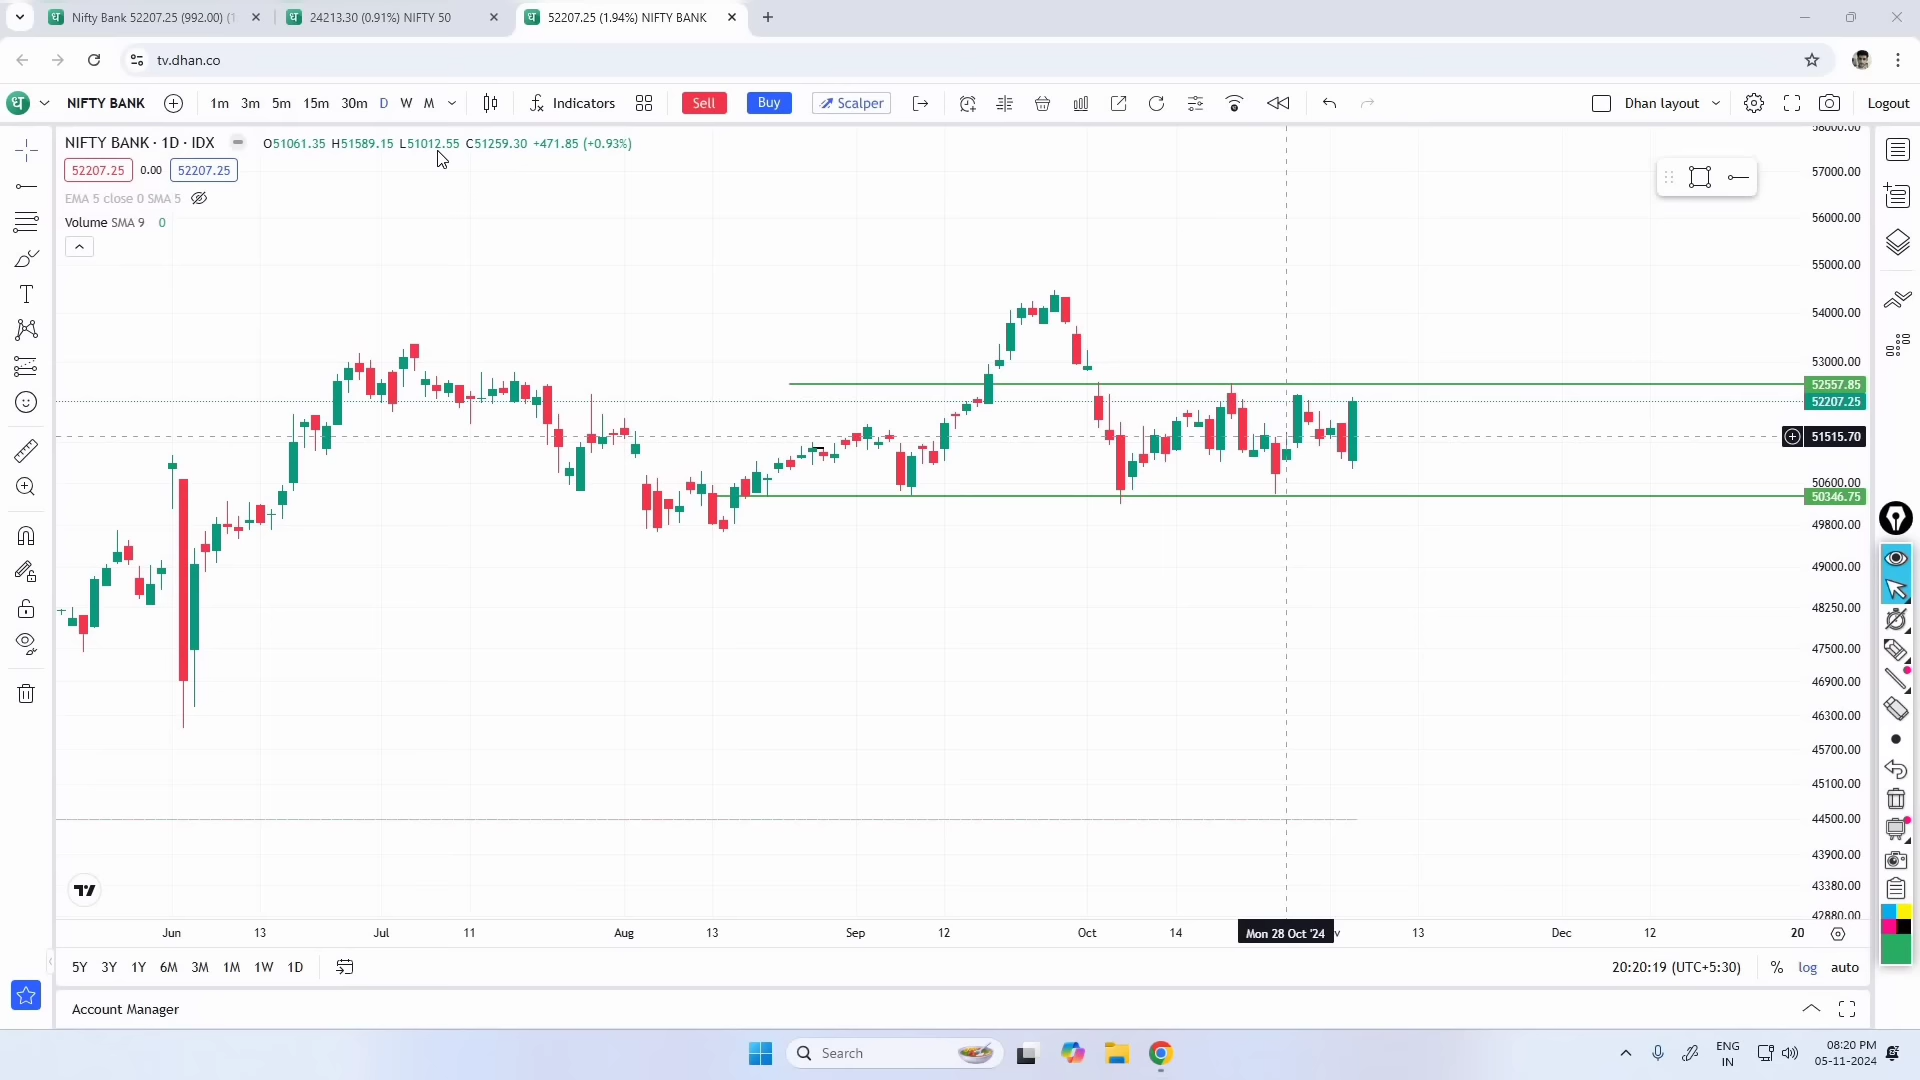 Nifty Bank 52207.25 (992.00) (1
24213.30 (0.91%) NIFTY 50
52207.25 (1.94%) NIFTY BANK
tv.dhan.co
NIFTY BANK 1m 3m 5m 15m 30m D W M Indicators Sell Buy Scalper Dhan layout Logout
NIFTY BANK · 1D · IDX O51061.35 H51589.15 L51012.55 C51259.30 +471.85 (+0.93%)
52207.25 0.00 52207.25
EMA 5 close 0 SMA 5
Volume SMA 9 0
58000.00
57000.00
56000.00
55000.00
54000.00
53000.00
52557.85
52207.25
51515.70
50600.00
50346.75
49800.00
49000.00
48250.00
47500.00
46900.00
46300.00
45700.00
45100.00
44500.00
43900.00
43380.00
42880.00
Jun 13 Jul 11 Aug 13 Sep 12 Oct 14 Mon 28 Oct '24 v 13 Dec 12 20
5Y 3Y 1Y 6M 3M 1M 1W 1D 20:20:19 (UTC+5:30) % log auto
Account Manager
Search
ENG
IN
08:20 PM
05-11-2024